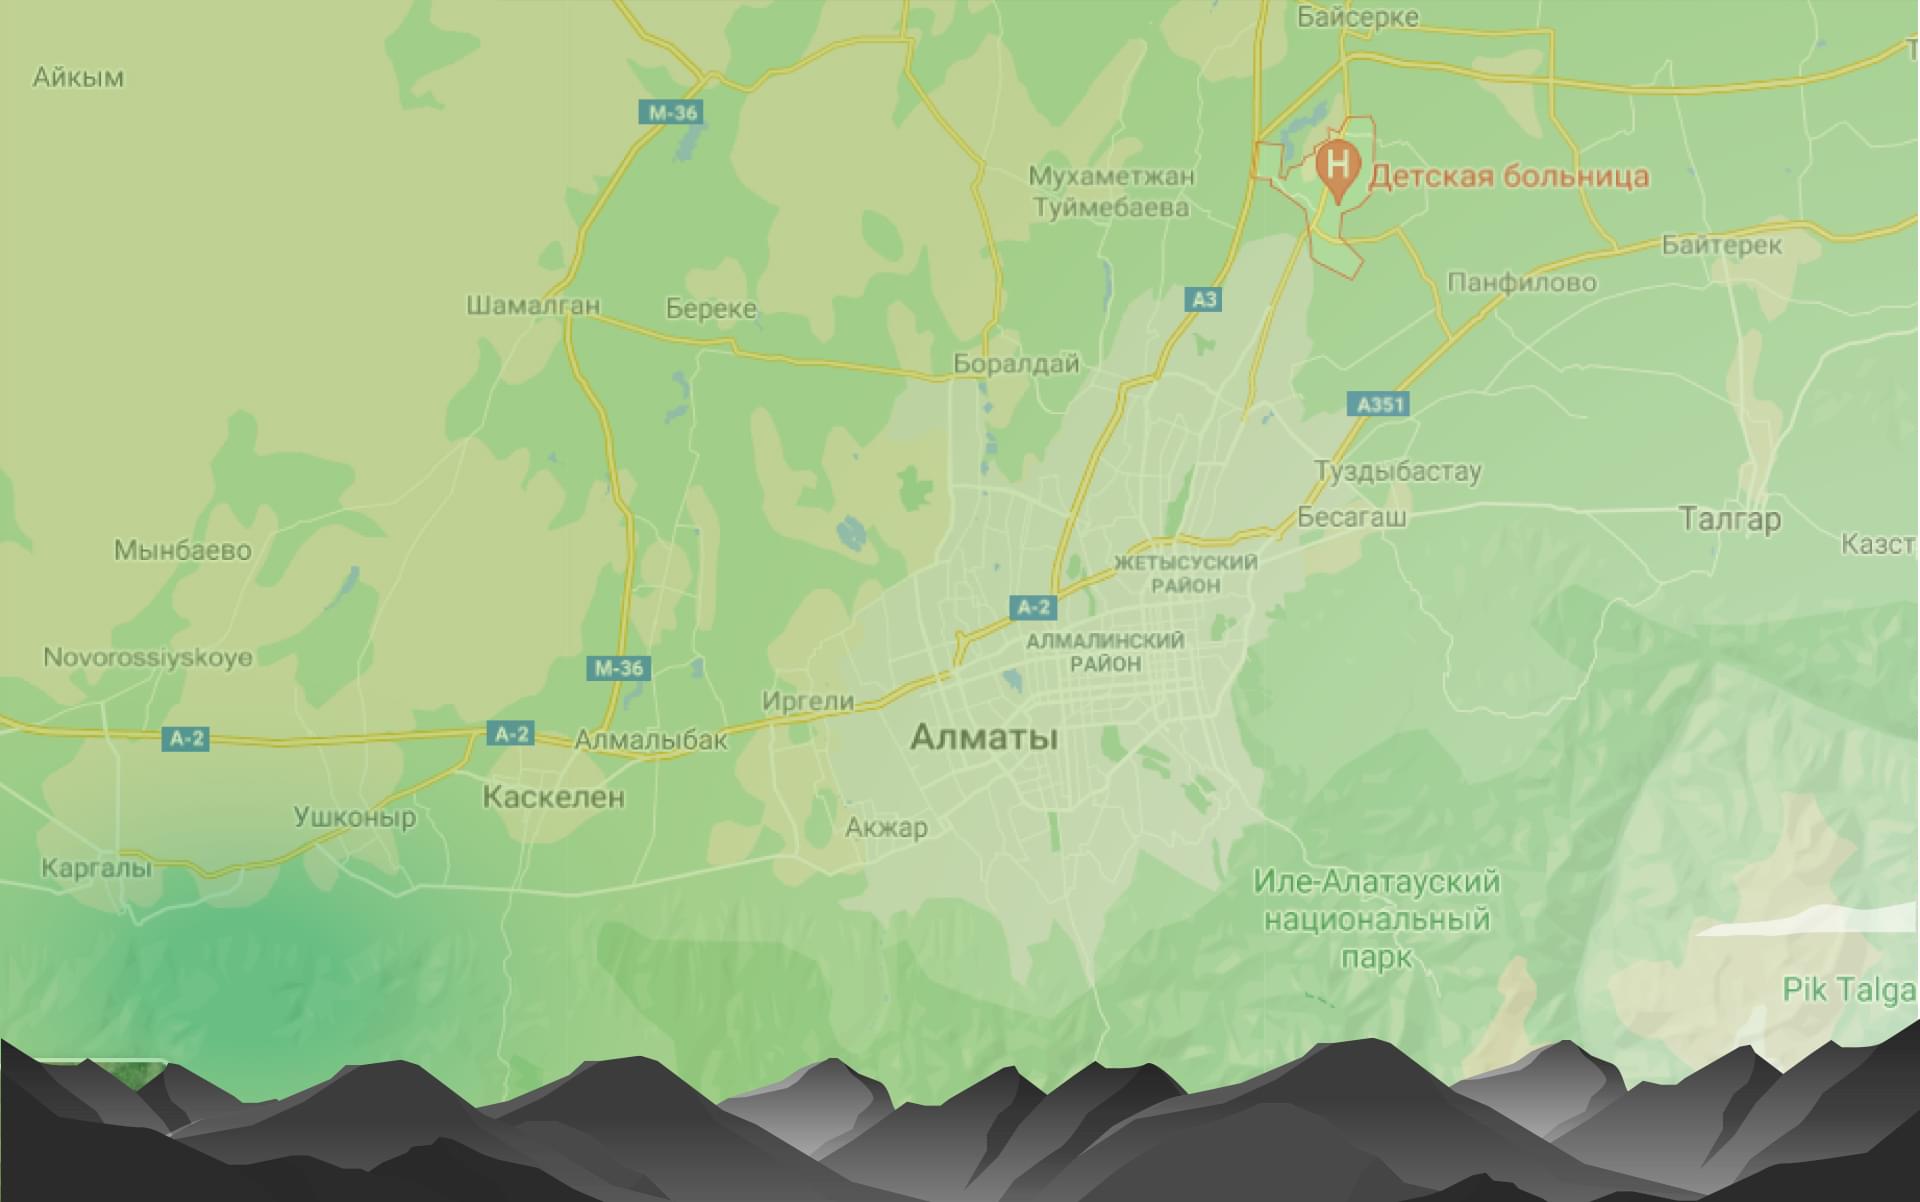 Байсерке
Т
Айкым
М-36
Мухаметжан
Туймебаева
Н
Детская больница
Байтерек
Панфилово
А3
Шамалган
Береке
Боралдай
А351
Туздыбастау
Бесагаш
Талгар
Казст
Мынбаево
ЖЕТЫСУСКИЙ
РАЙОН
А-2
АЛМАЛИНСКИЙ
РАЙОН
Novorossiyskoye
М-36
Иргели
А-2
А-2
Алмалыбак
Алматы
Каскелен
Ушконыр
Акжар
Каргалы
Иле-Алатауский
национальный
парк
Pik Talga